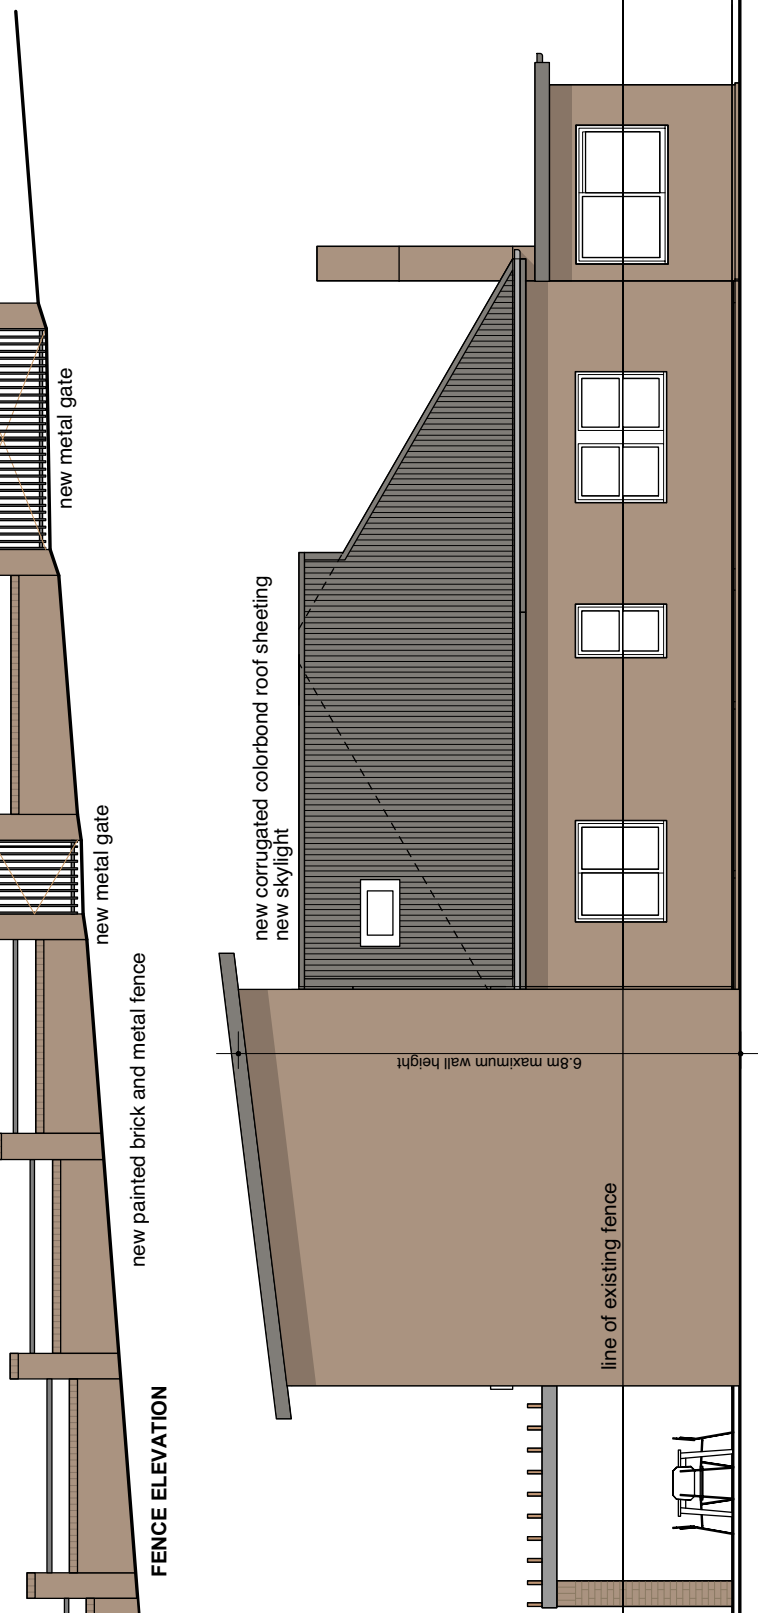 new metal gate
new metal gate
new painted brick and metal fence
FENCE ELEVATION
new corrugated colorbond roof sheeting
new skylight
6.8m maximum wall height
line of existing fence